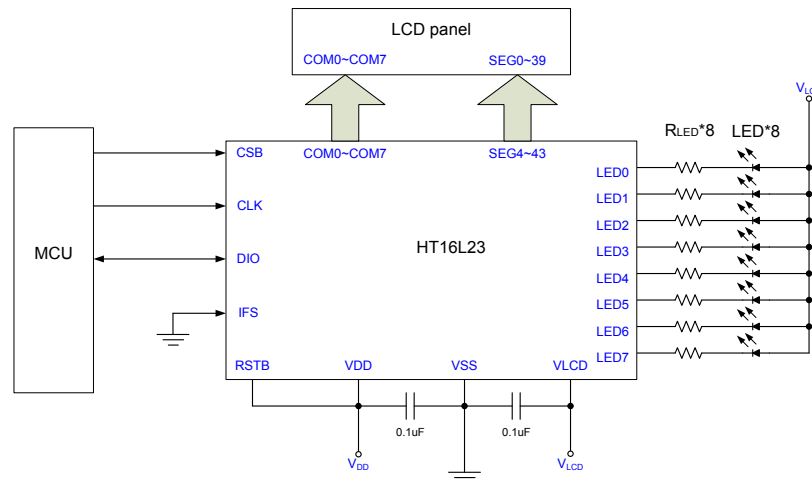 LCD panel
COM0~COM7 SEG0~39
RLED*8 LED*8
MCU
CSB COM0~COM7 SEG4~43
CLK
DIO
IFS
HT16L23
LED0
LED1
LED2
LED3
LED4
LED5
LED6
LED7
RSTB VDD VSS VLCD
0.1uF 0.1uF
VDD VLCD